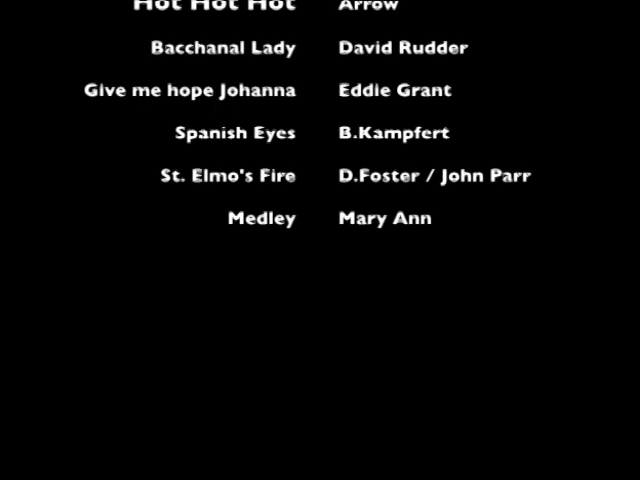 Hot Hot Hot Arrow
Bacchanal Lady David Rudder
Give me hope Johanna Eddie Grant
Spanish Eyes B.Kampfert
St. Elmo's Fire D.Foster / John Parr
Medley Mary Ann